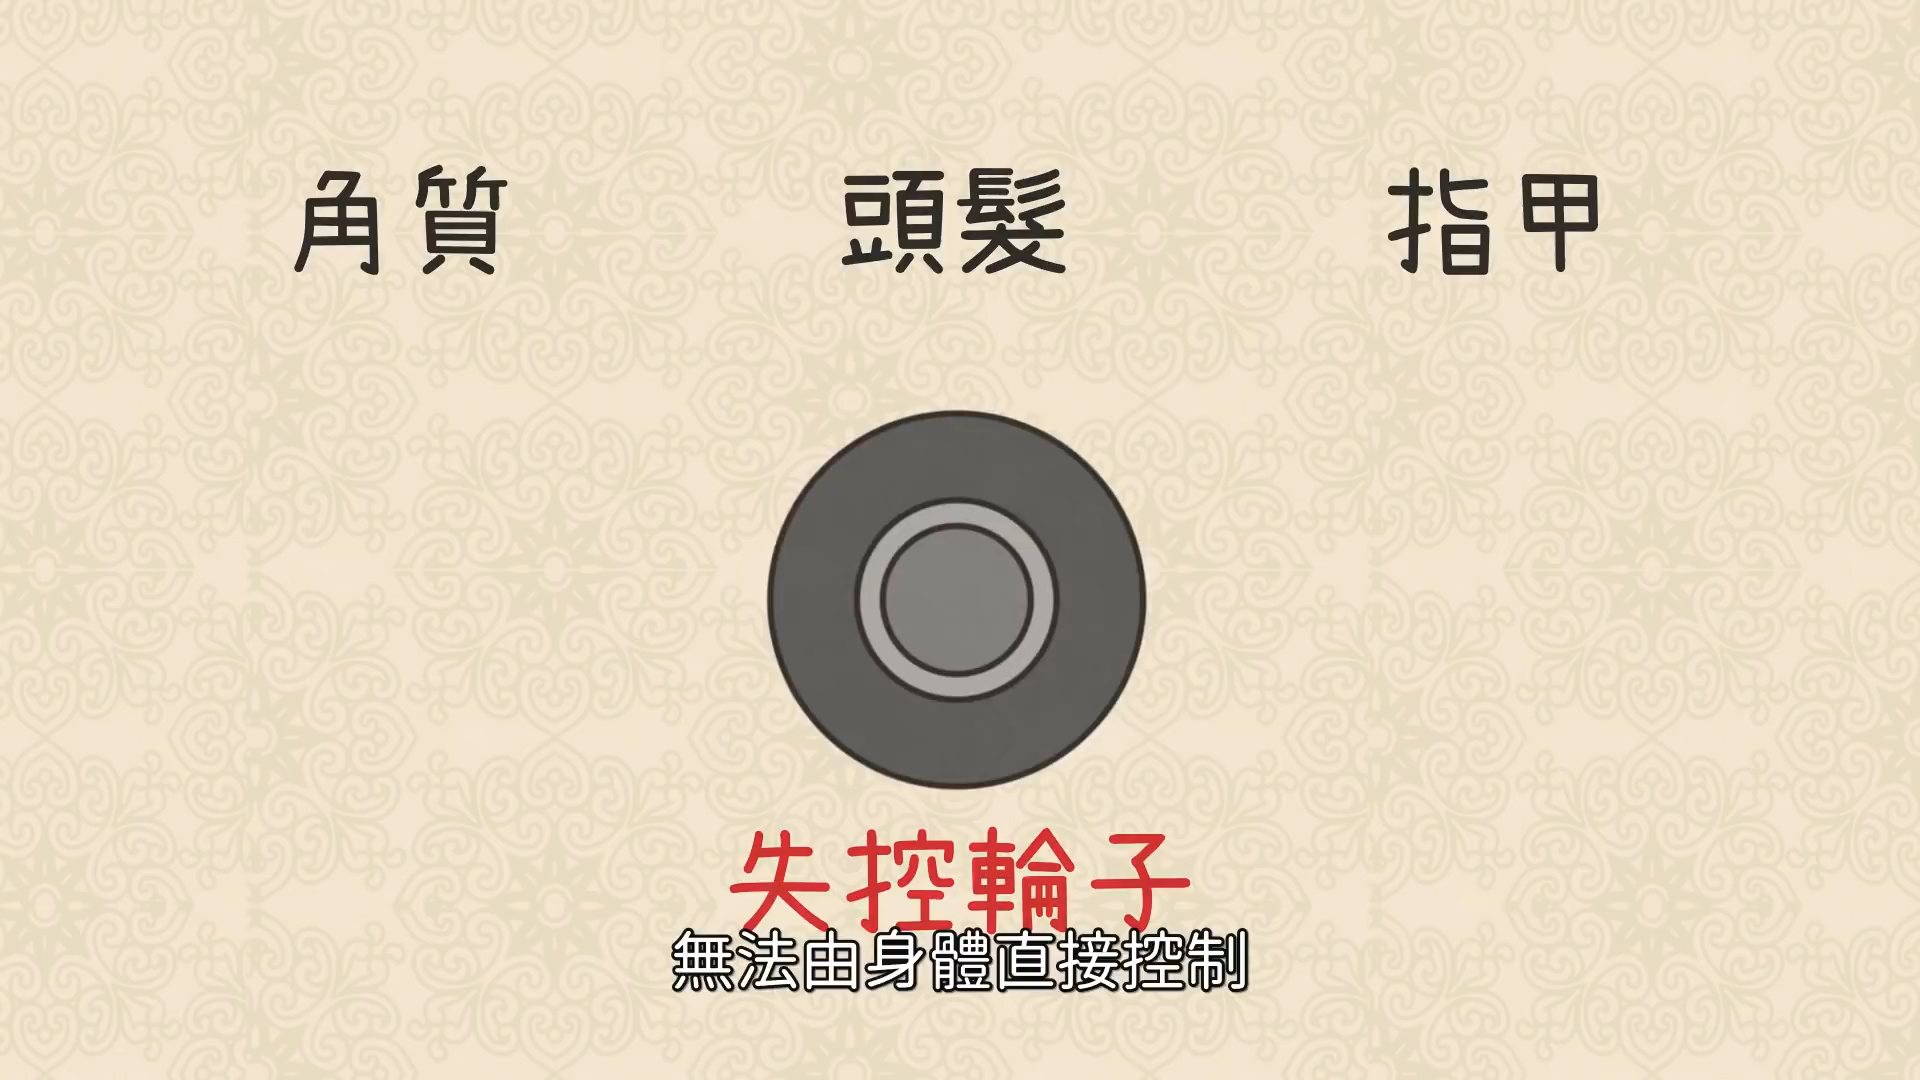 角質 頭髮 指甲
失控輪子
無法由身體直接控制